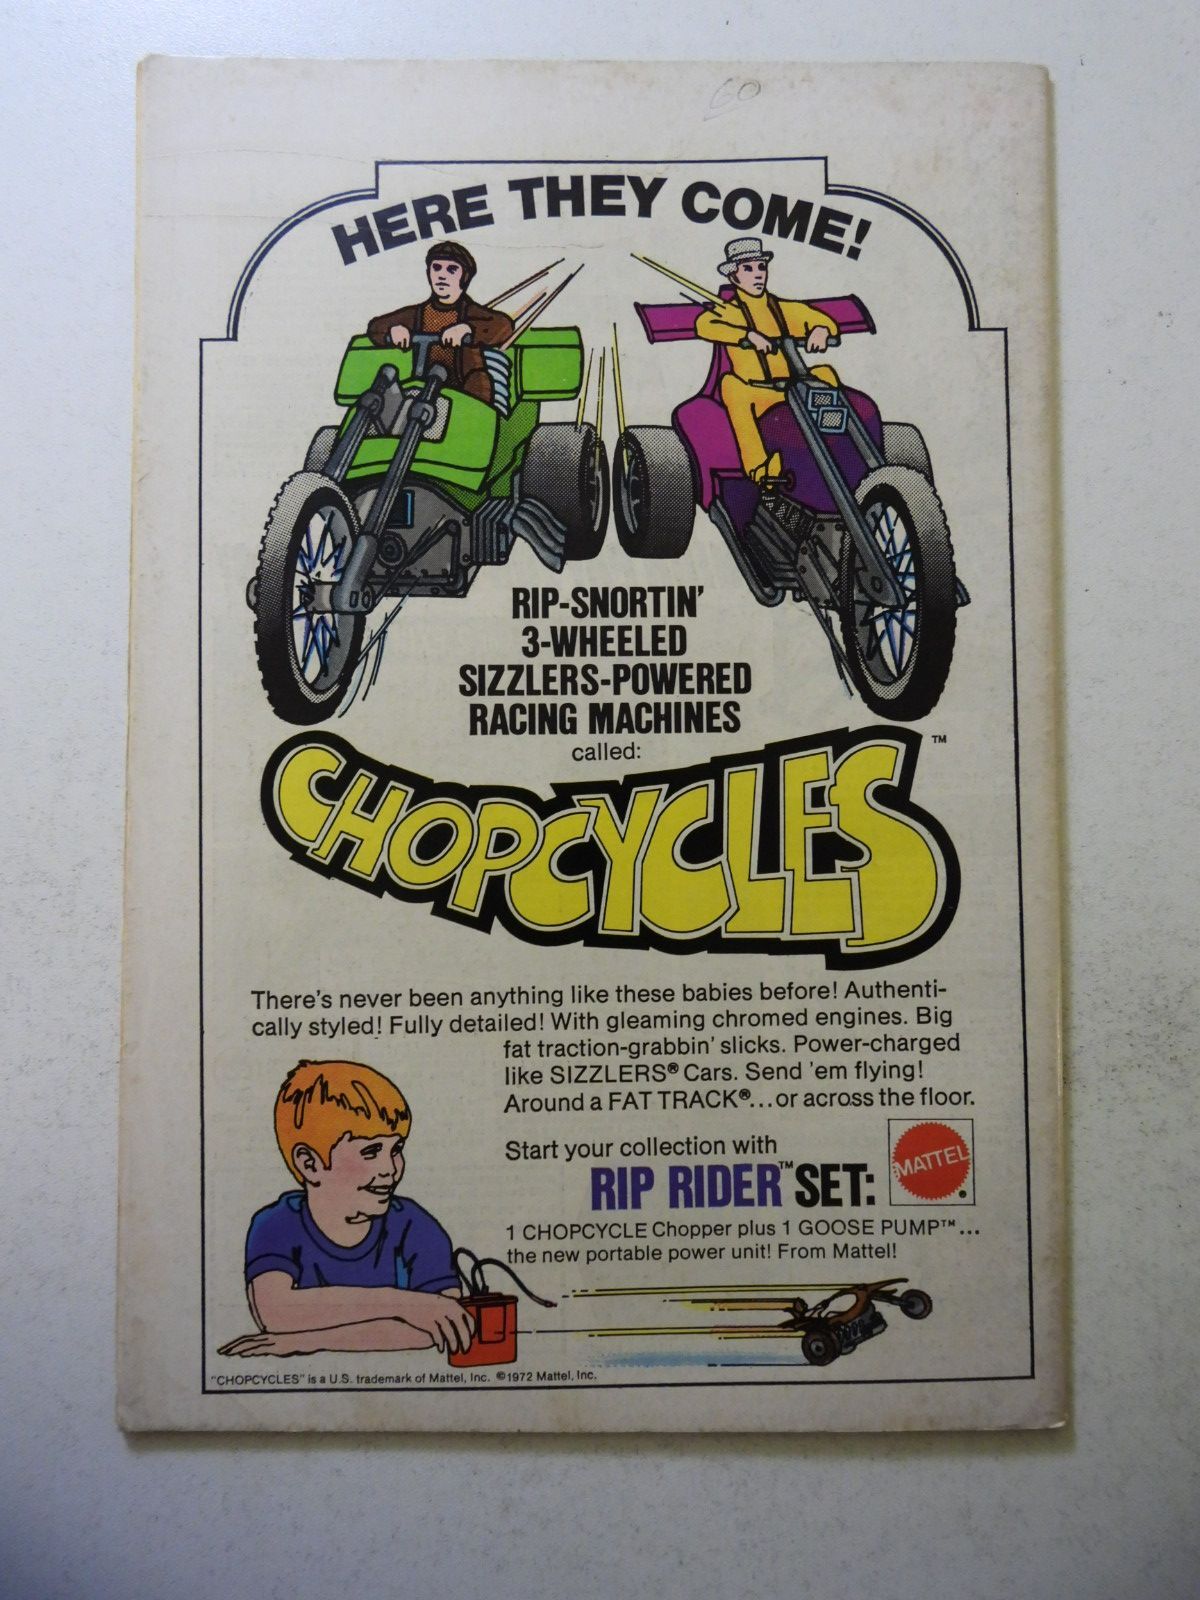 60
HERE THEY COME!
RIP-SNORTIN'
3-WHEELED
SIZZLERS-POWERED
RACING MACHINES
called:
CHOPCYCLES™
There's never been anything like these babies before! Authenti-
cally styled! Fully detailed! With gleaming chromed engines. Big
fat traction-grabbin' slicks. Power-charged
like SIZZLERS® Cars. Send 'em flying!
Around a FAT TRACK®...or across the floor.
Start your collection with
RIP RIDER™ SET:
MATTEL®
1 CHOPCYCLE Chopper plus 1 GOOSE PUMP™...
the new portable power unit! From Mattel!
"CHOPCYCLES" is a U.S. trademark of Mattel, Inc. ©1972 Mattel, Inc.